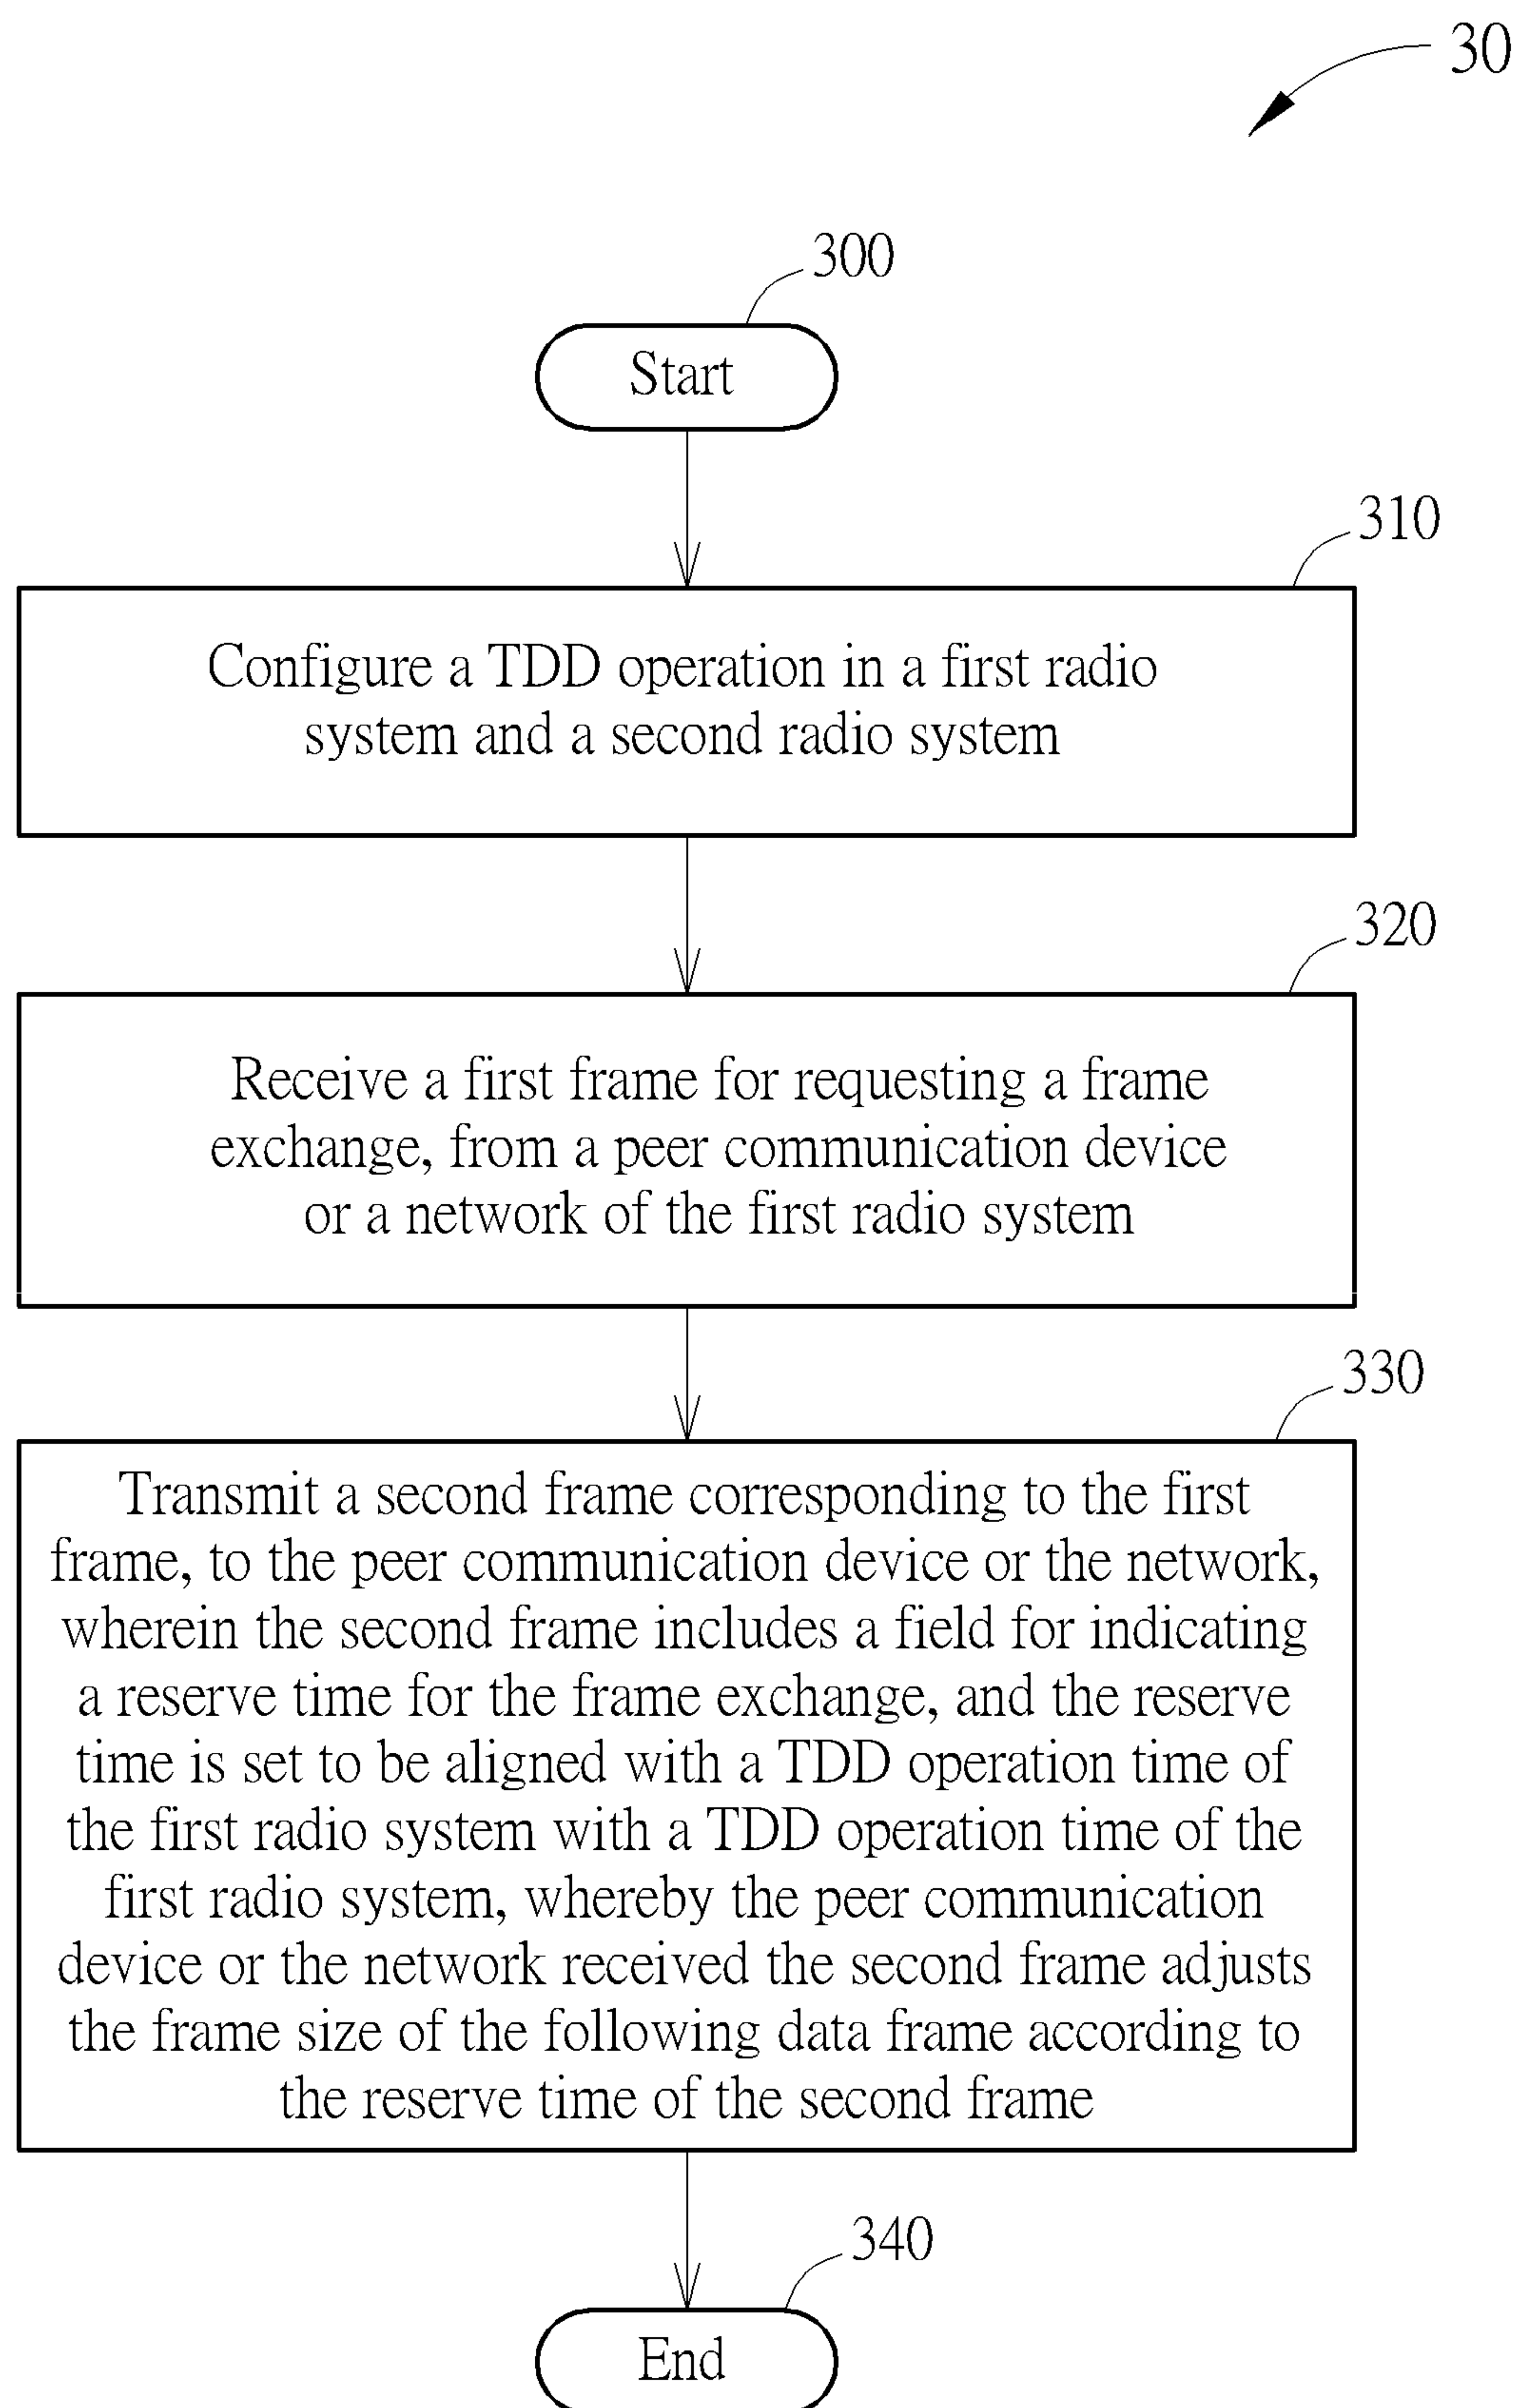 30
300
Start
310
Configure a TDD operation in a first radio
system and a second radio system
320
Receive a first frame for requesting a frame
exchange, from a peer communication device
or a network of the first radio system
330
Transmit a second frame corresponding to the first
frame, to the peer communication device or the network,
wherein the second frame includes a field for indicating
a reserve time for the frame exchange, and the reserve
time is set to be aligned with a TDD operation time of
the first radio system with a TDD operation time of the
first radio system, whereby the peer communication
device or the network received the second frame adjusts
the frame size of the following data frame according to
the reserve time of the second frame
340
End